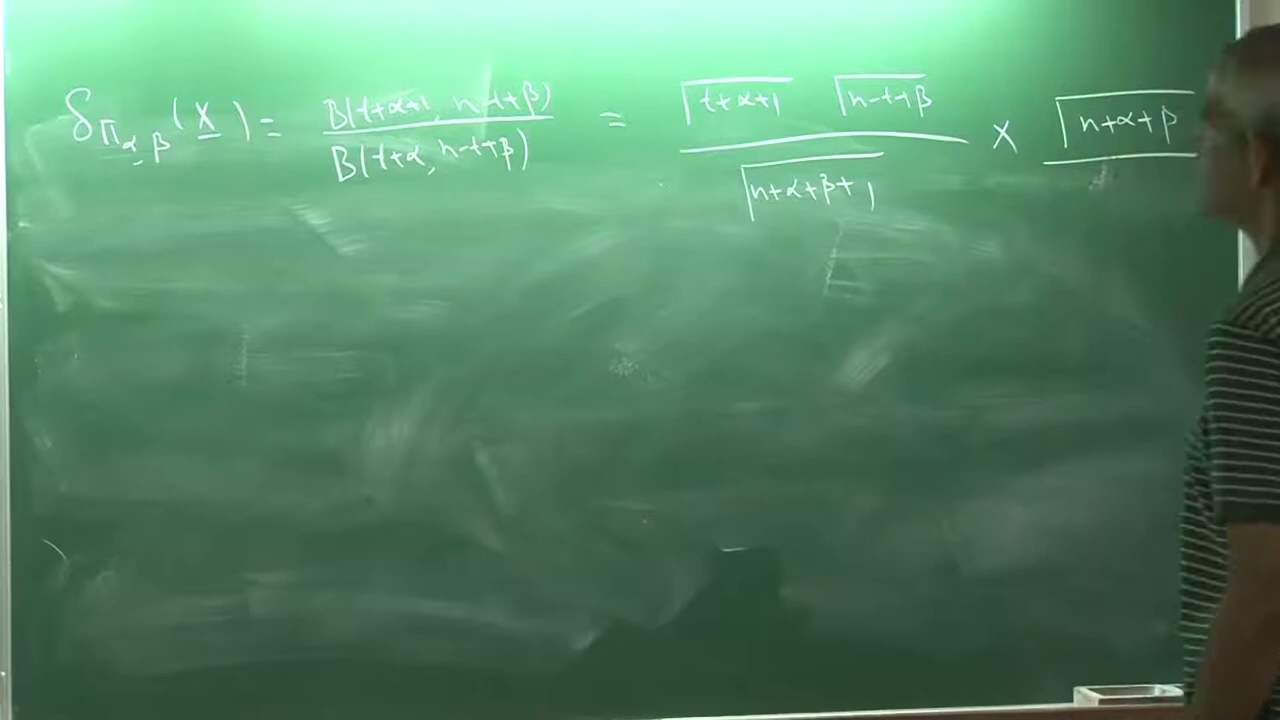 δ_{π_{α,β}}(X) = B(t+α+1, n-t+β) / B(t+α, n-t+β) = Γ(t+α+1) Γ(n-t+β) / Γ(n+α+β+1) × Γ(n+α+β)